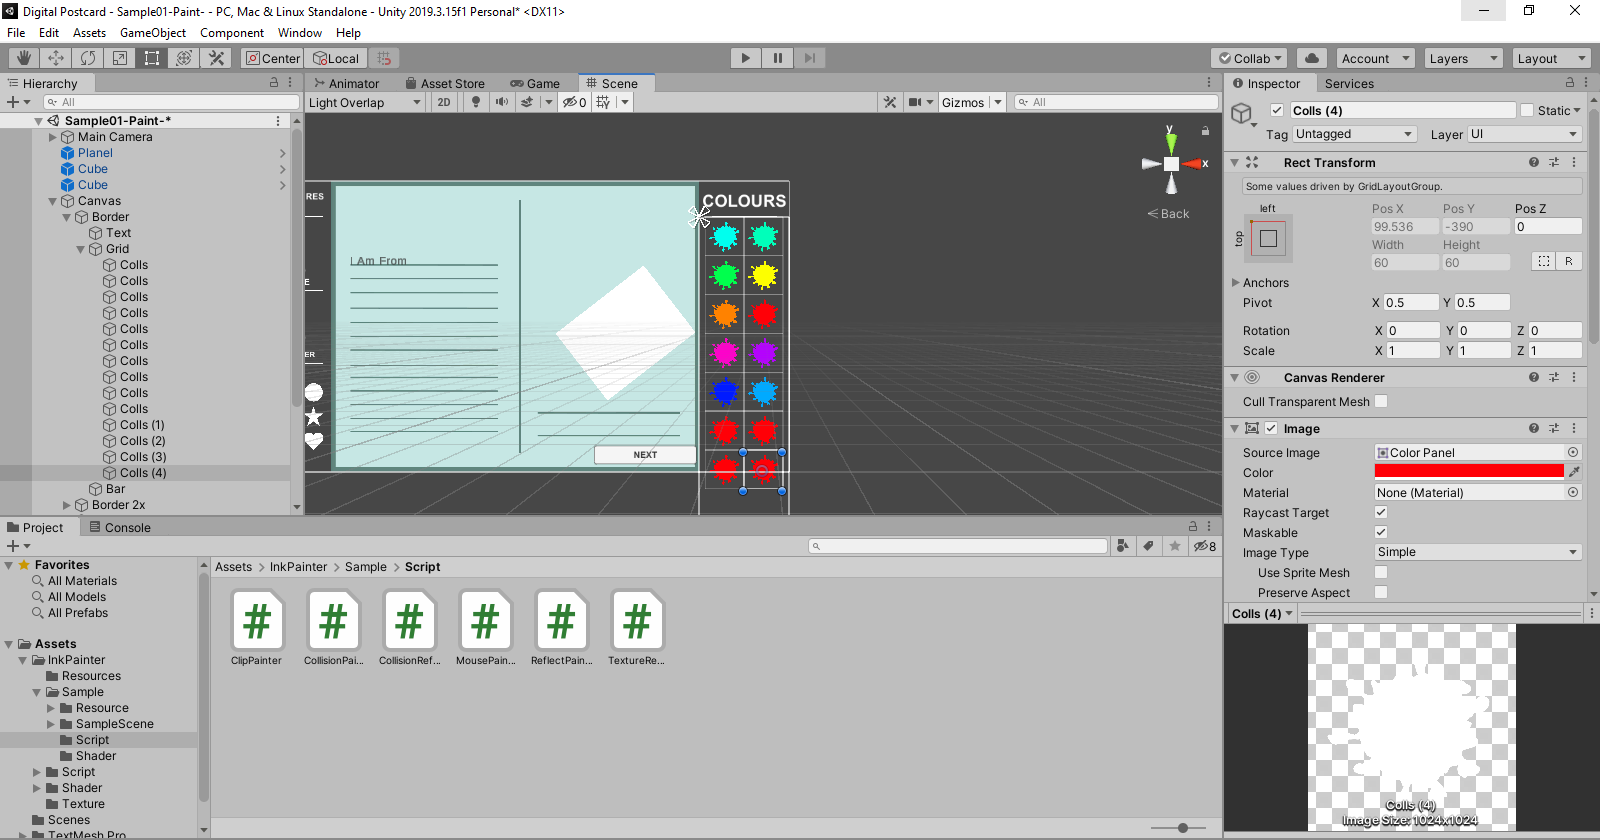 Digital Postcard - Sample01-Paint- - PC, Mac & Linux Standalone - Unity 2019.3.15f1 Personal* <DX11>
File Edit Assets GameObject Component Window Help
Center Local Collab Account Layers Layout
Hierarchy
All
Sample01-Paint-*
Main Camera
Planel
Cube
Cube
Canvas
Border
Text
Grid
Colls
Colls
Colls
Colls
Colls
Colls
Colls
Colls
Colls
Colls
Colls (1)
Colls (2)
Colls (3)
Colls (4)
Bar
Border 2x
Animator Asset Store Game Scene
Light Overlap 2D 0 Gizmos All
RES
COLOURS
I Am From
E
ER
NEXT
y
x
Back
Inspector Services
Colls (4) Static
Tag Untagged Layer UI
Rect Transform
Some values driven by GridLayoutGroup.
left
top
Pos X Pos Y Pos Z
99.536 -390 0
Width Height
60 60 R
Anchors
Pivot X 0.5 Y 0.5
Rotation X 0 Y 0 Z 0
Scale X 1 Y 1 Z 1
Canvas Renderer
Cull Transparent Mesh
Image
Source Image Color Panel
Color
Material None (Material)
Raycast Target
Maskable
Image Type Simple
Use Sprite Mesh
Preserve Aspect
Colls (4)
Colls (4)
Image Size: 1024x1024
Project Console
8
Favorites
All Materials
All Models
All Prefabs
Assets
InkPainter
Resources
Sample
Resource
SampleScene
Script
Shader
Script
Shader
Texture
Scenes
TextMesh Pro
Assets > InkPainter > Sample > Script
# # # # # #
ClipPainter CollisionPai... CollisionRef... MousePain... ReflectPain... TextureRe...